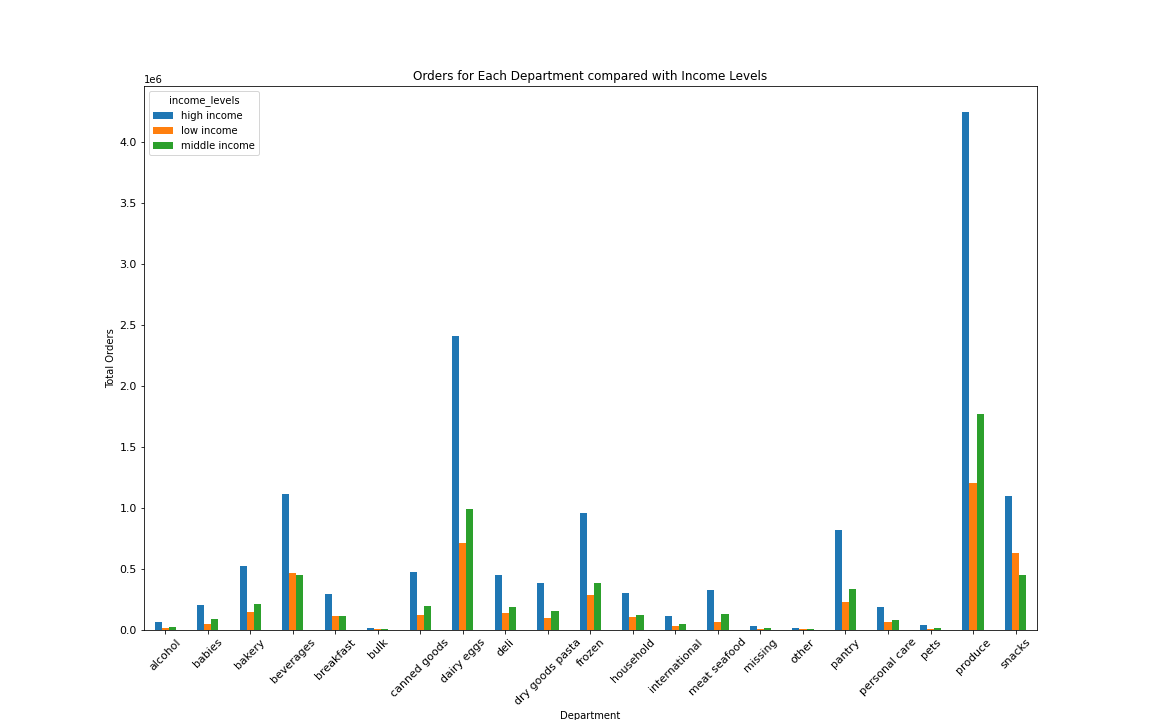 Orders for Each Department compared with Income Levels
1e6
income_levels
high income
low income
middle income
4.0
3.5
3.0
2.5
2.0
1.5
1.0
0.5
0.0
Total Orders
alcohol
babies
bakery
beverages
breakfast
bulk
canned goods
dairy eggs
deli
dry goods pasta
frozen
household
international
meat seafood
missing
other
pantry
personal care
pets
produce
snacks
Department